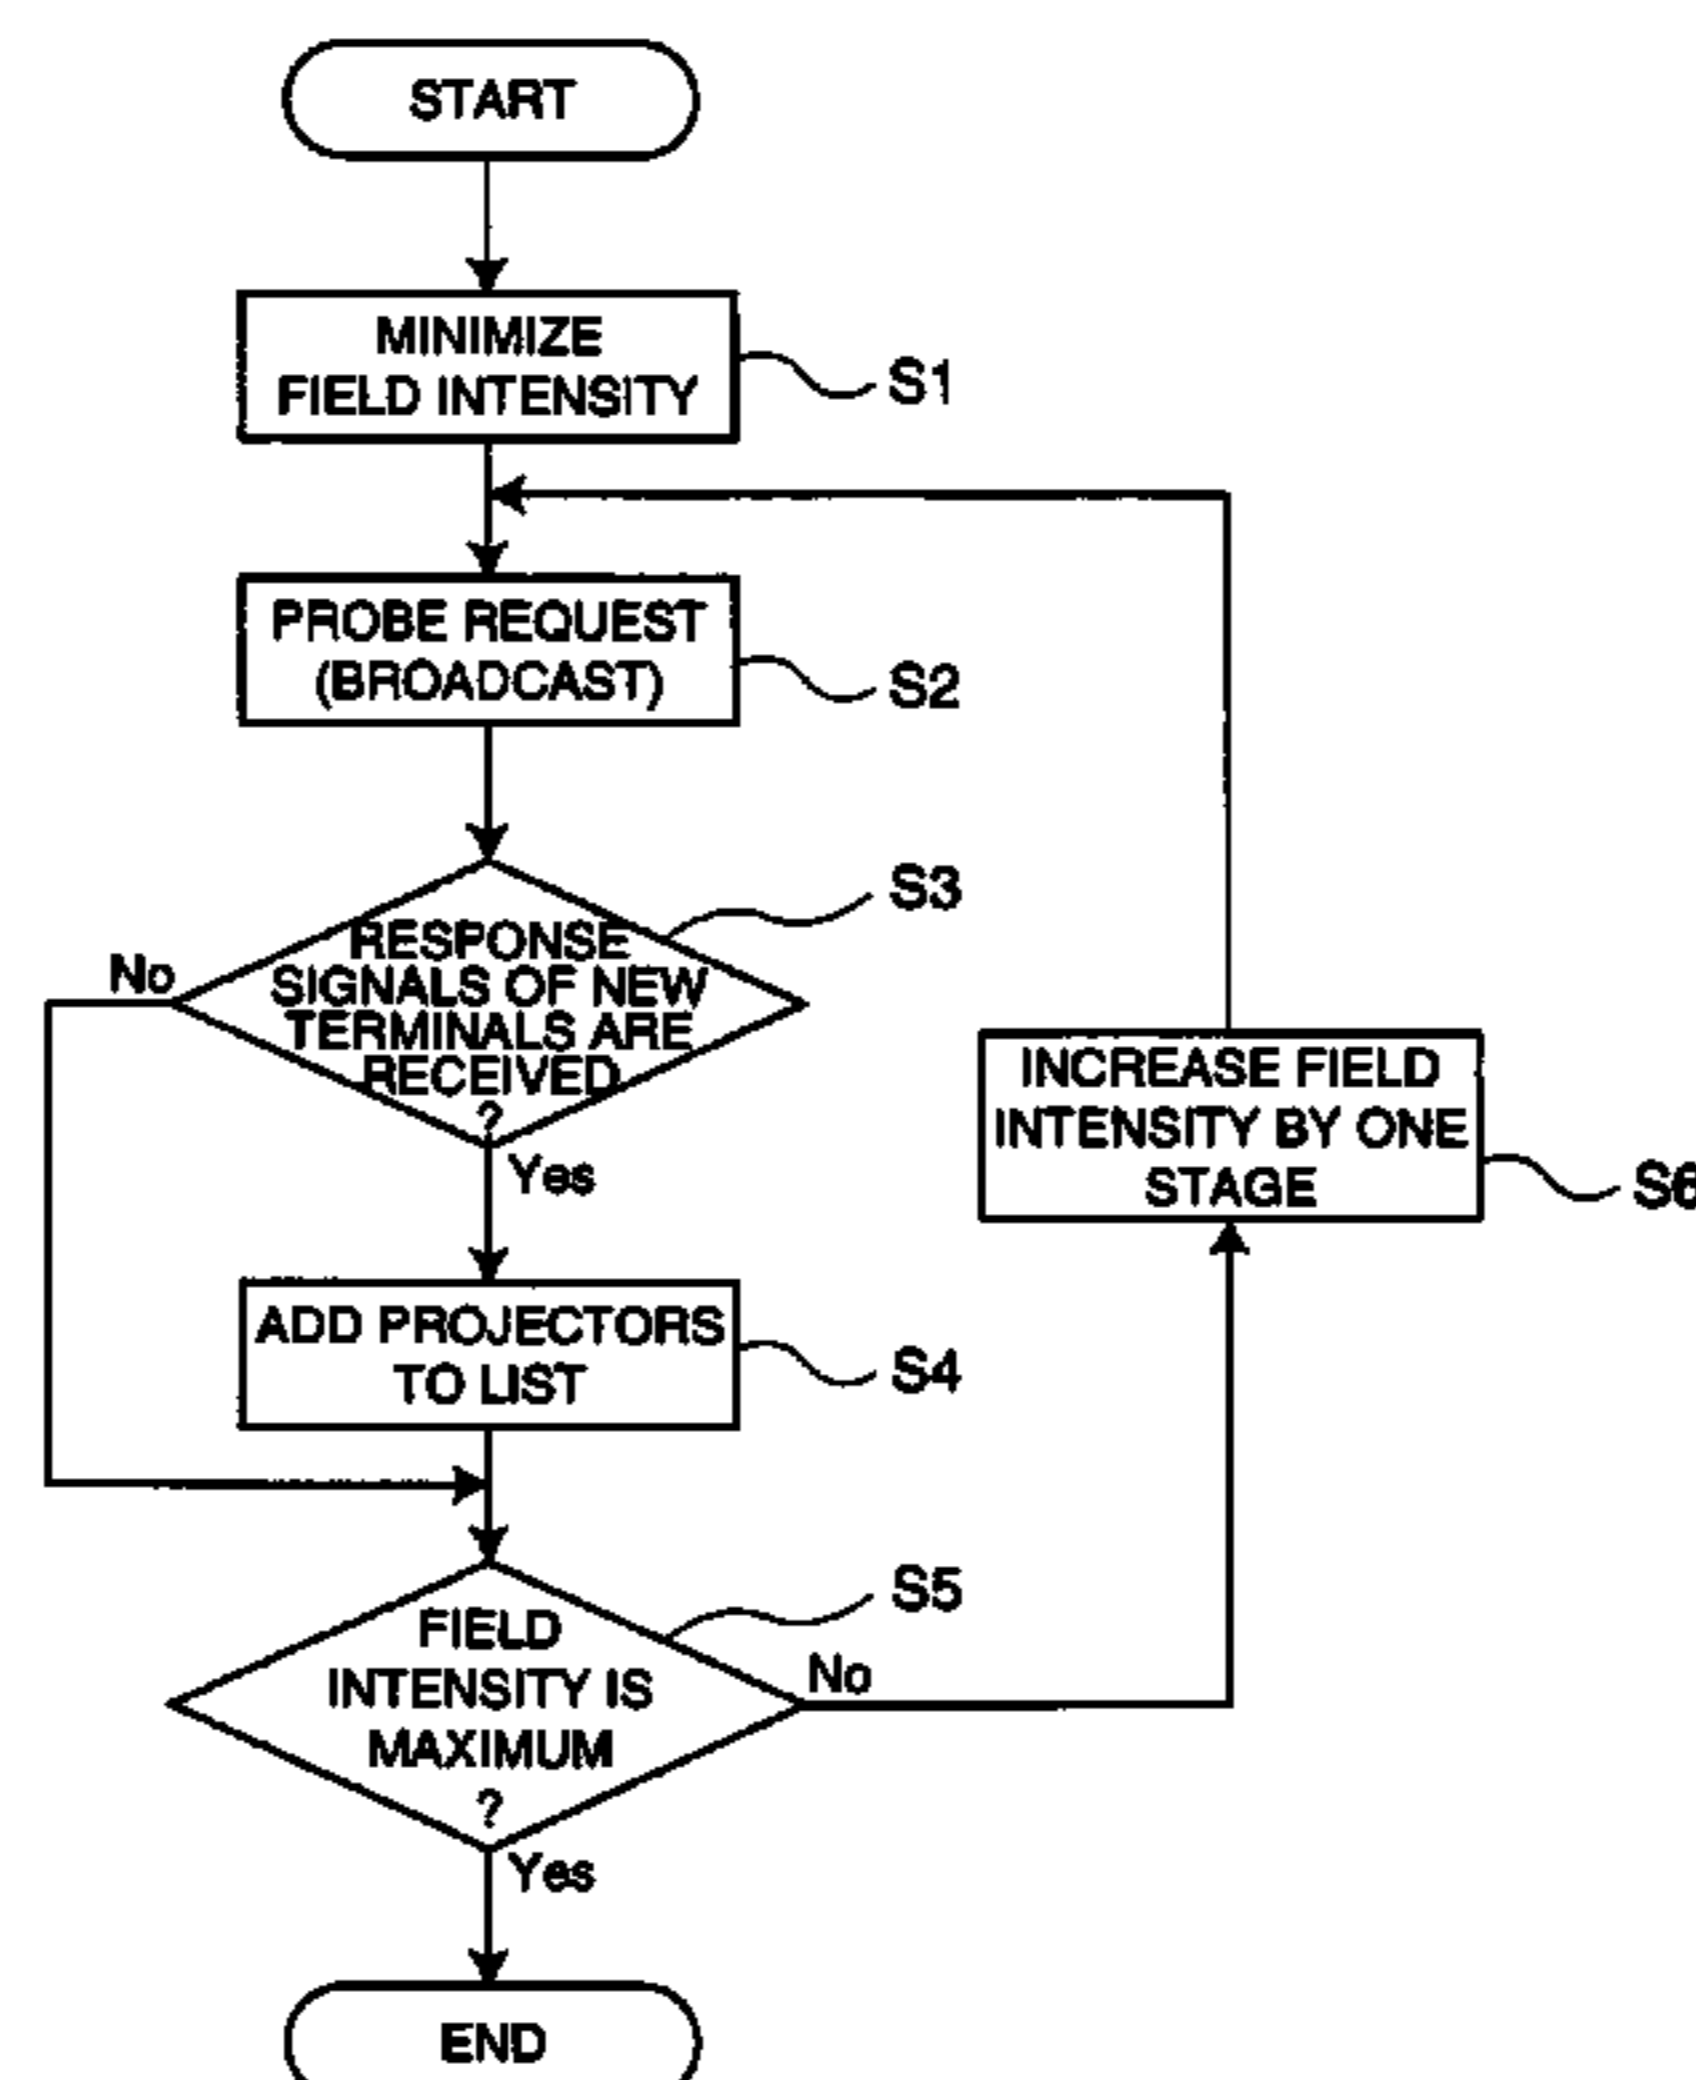 START
MINIMIZE
FIELD INTENSITY
S1
PROBE REQUEST
(BROADCAST)
S2
S3
RESPONSE
SIGNALS OF NEW
TERMINALS ARE
RECEIVED
?
No
Yes
INCREASE FIELD
INTENSITY BY ONE
STAGE
S6
ADD PROJECTORS
TO LIST
S4
S5
FIELD
INTENSITY IS
MAXIMUM
?
No
Yes
END